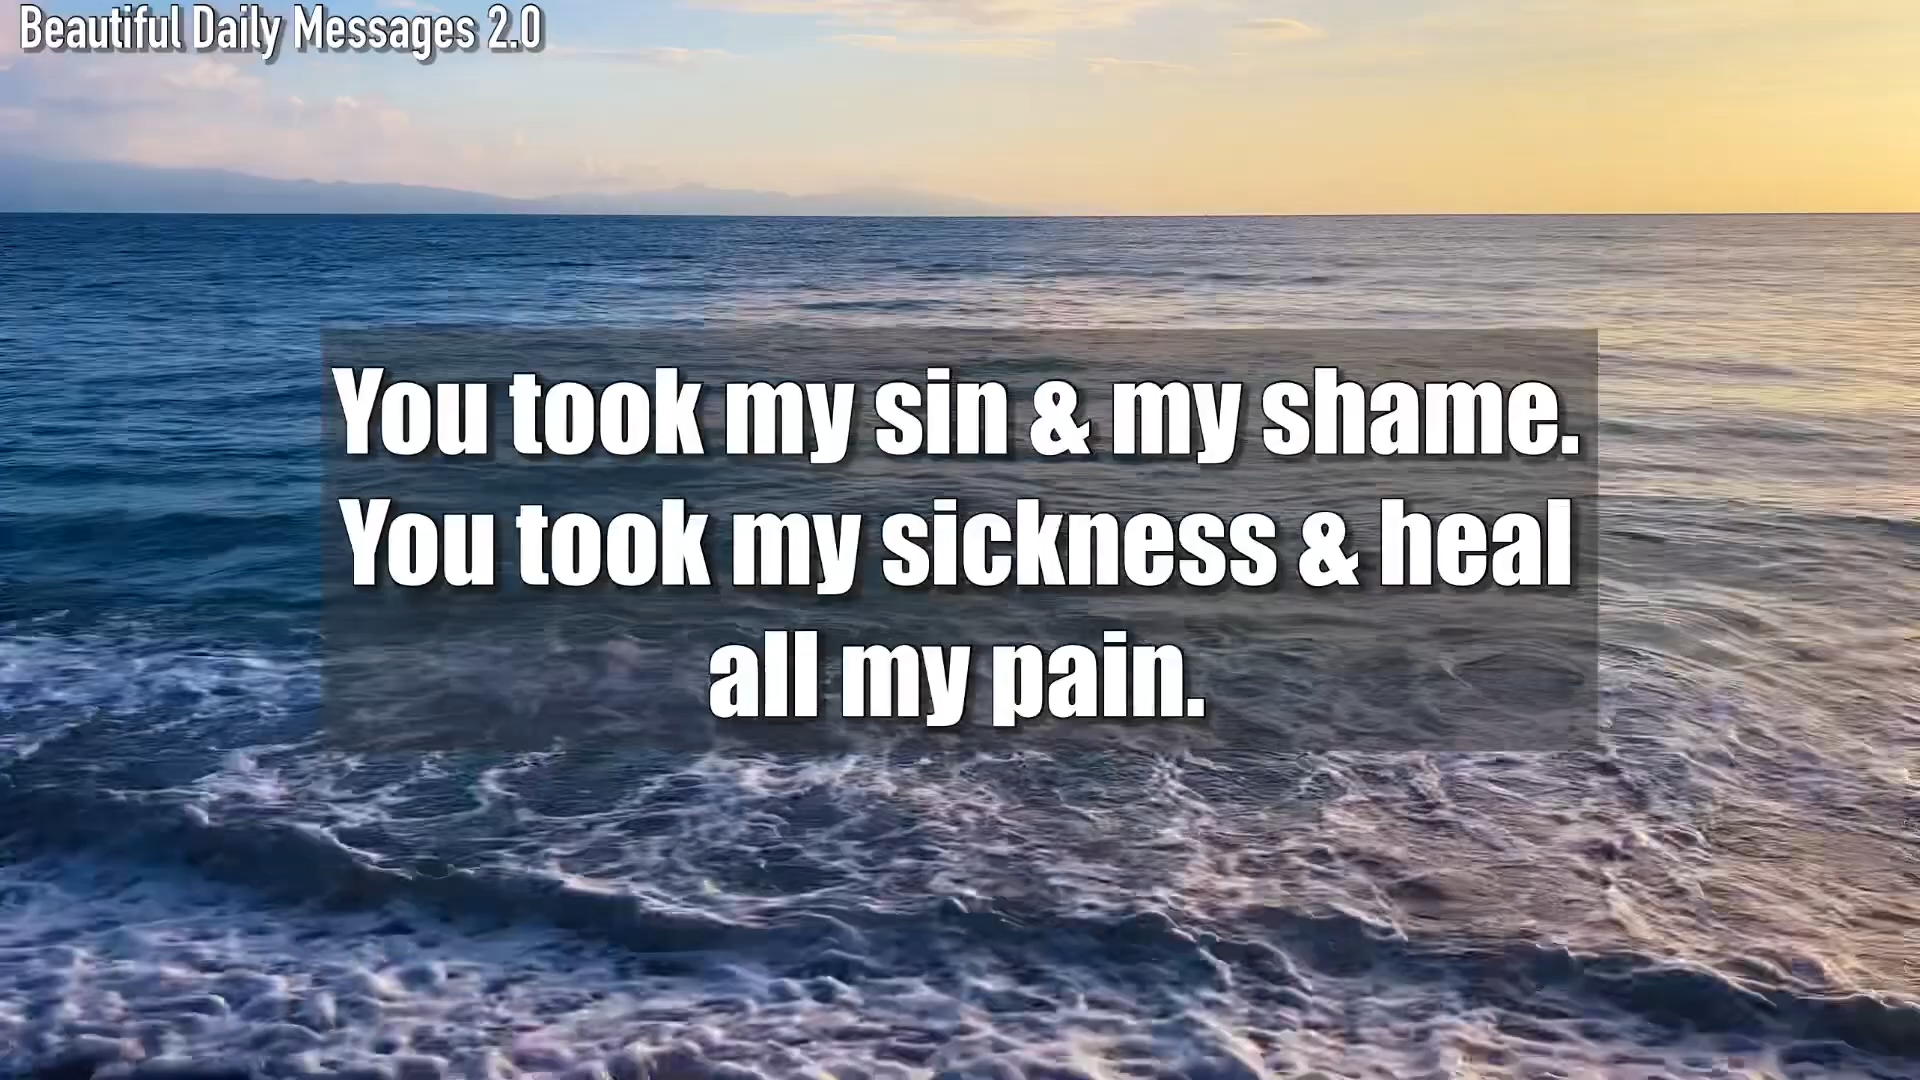 Beautiful Daily Messages 2.0
You took my sin & my shame.
You took my sickness & heal
all my pain.